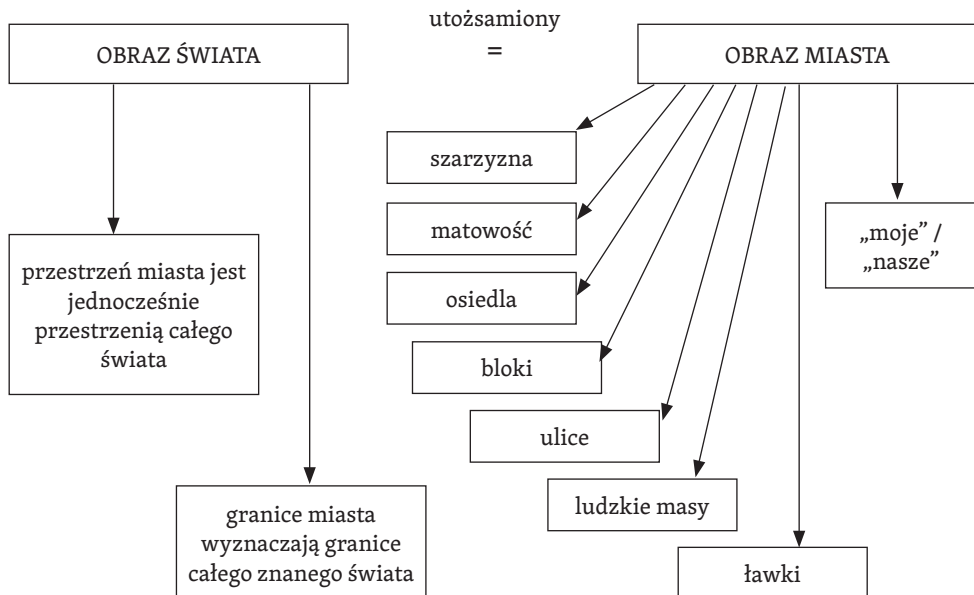 utożsamiony
=
OBRAZ ŚWIATA
OBRAZ MIASTA
szarzyzna
matowość
osiedla
bloki
ulice
ludzkie masy
ławki
„moje” /
„nasze”
przestrzeń miasta jest
jednocześnie
przestrzenią całego
świata
granice miasta
wyznaczają granice
całego znanego świata